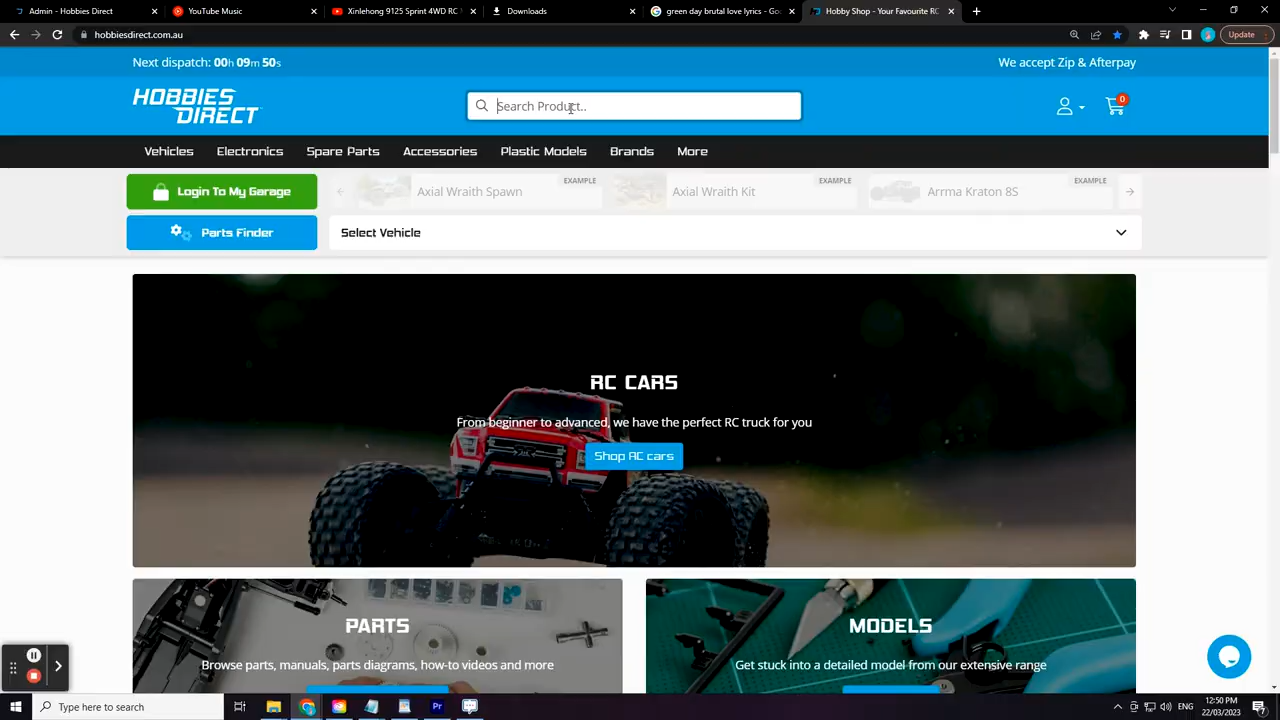 Admin - Hobbies Direct
YouTube Music
Xinlehong 9125 Sprint 4WD RC
Downloads
green day brutal love lyrics - Goo
Hobby Shop - Your Favourite RC
hobbiesdirect.com.au
Update
Next dispatch: 00h 09m 50s
We accept Zip & Afterpay
HOBBIES DIRECT
Search Product..
0
Vehicles
Electronics
Spare Parts
Accessories
Plastic Models
Brands
More
Login To My Garage
Axial Wraith Spawn
EXAMPLE
Axial Wraith Kit
EXAMPLE
Arrma Kraton 8S
EXAMPLE
Parts Finder
Select Vehicle
RC CARS
From beginner to advanced, we have the perfect RC truck for you
Shop RC cars
PARTS
Browse parts, manuals, parts diagrams, how-to videos and more
MODELS
Get stuck into a detailed model from our extensive range
Type here to search
Pr
ENG
12:50 PM
22/03/2023